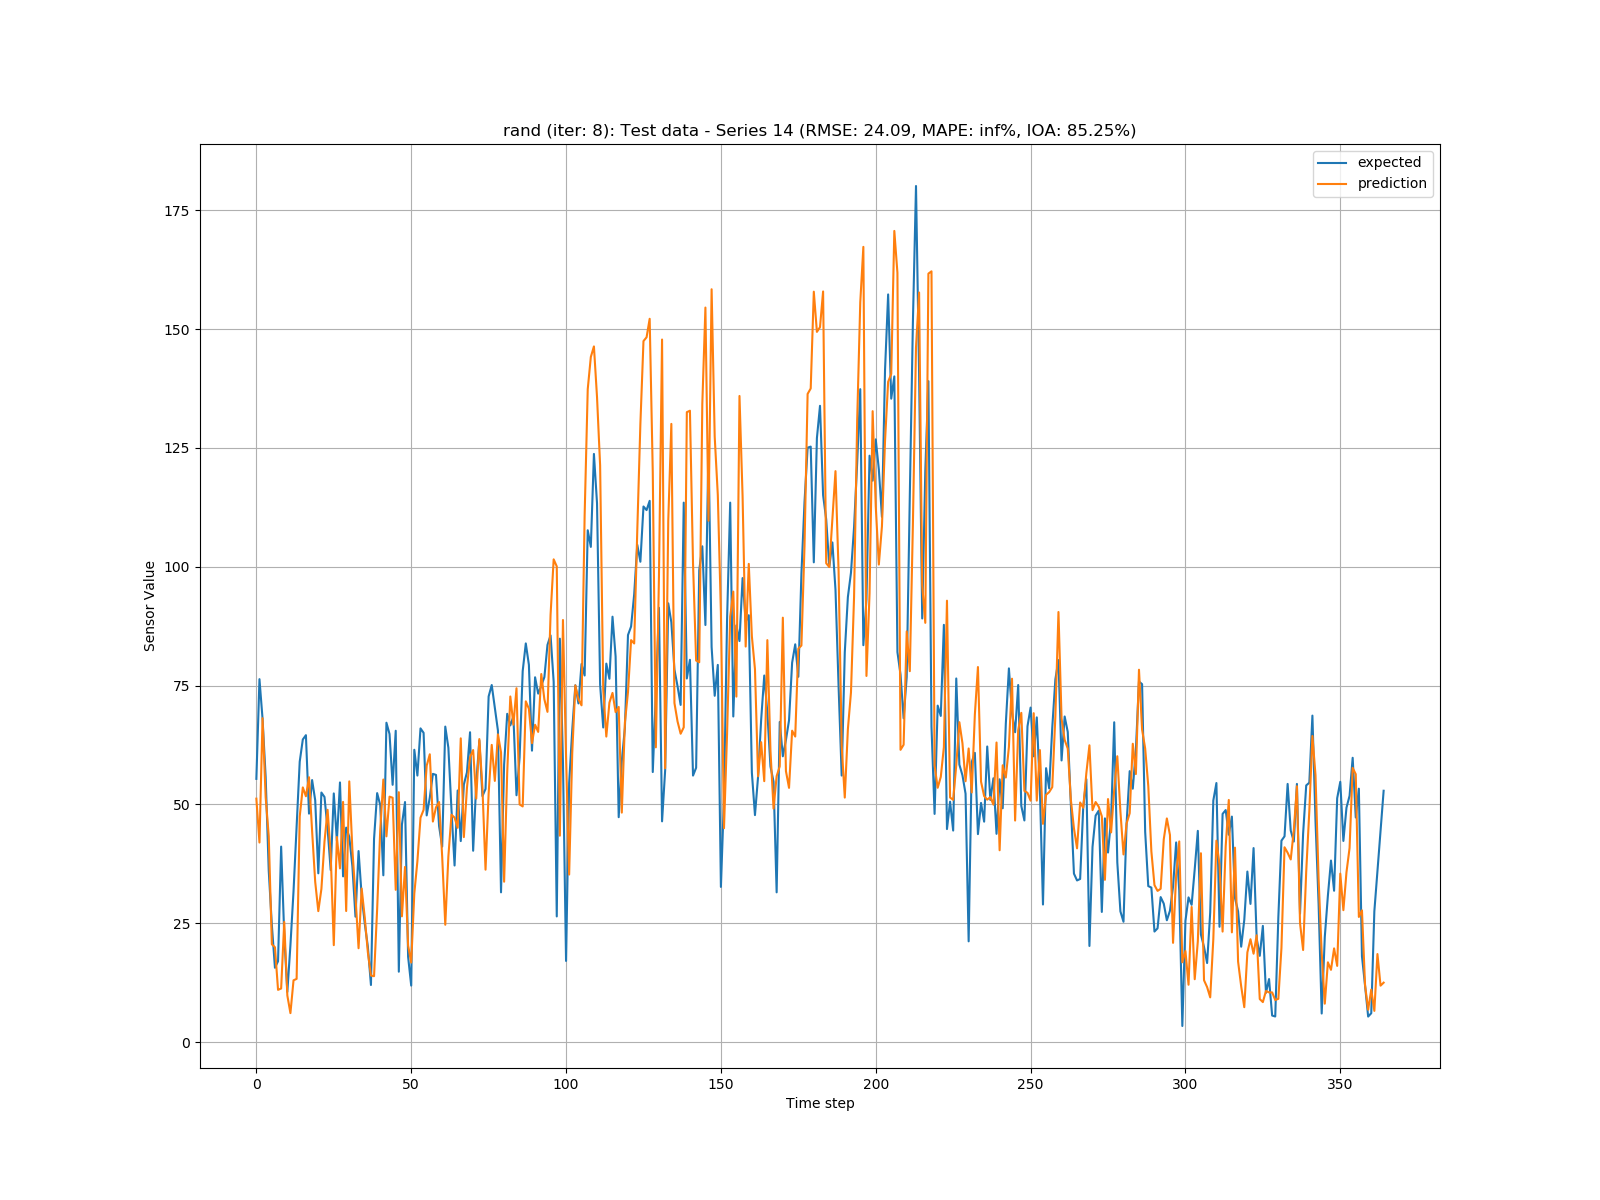 rand (iter: 8): Test data - Series 14 (RMSE: 24.09, MAPE: inf%, IOA: 85.25%)
expected
prediction
175
150
125
100
75
50
25
0
Sensor Value
0 50 100 150 200 250 300 350
Time step